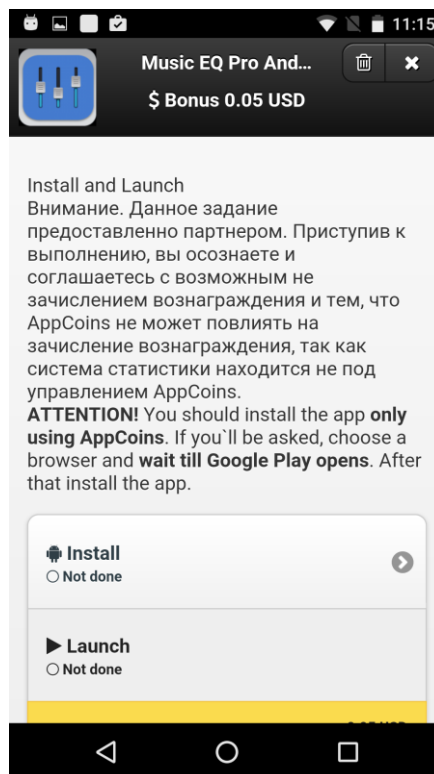 11:15
Music EQ Pro And...
$ Bonus 0.05 USD
Install and Launch
Внимание. Данное задание
предоставленно партнером. Приступив к
выполнению, вы осознаете и
соглашаетесь с возможным не
зачислением вознаграждения и тем, что
AppCoins не может повлиять на
зачисление вознаграждения, так как
система статистики находится не под
управлением AppCoins.
ATTENTION! You should install the app only
using AppCoins. If you`ll be asked, choose a
browser and wait till Google Play opens. After
that install the app.
Install
Not done
Launch
Not done